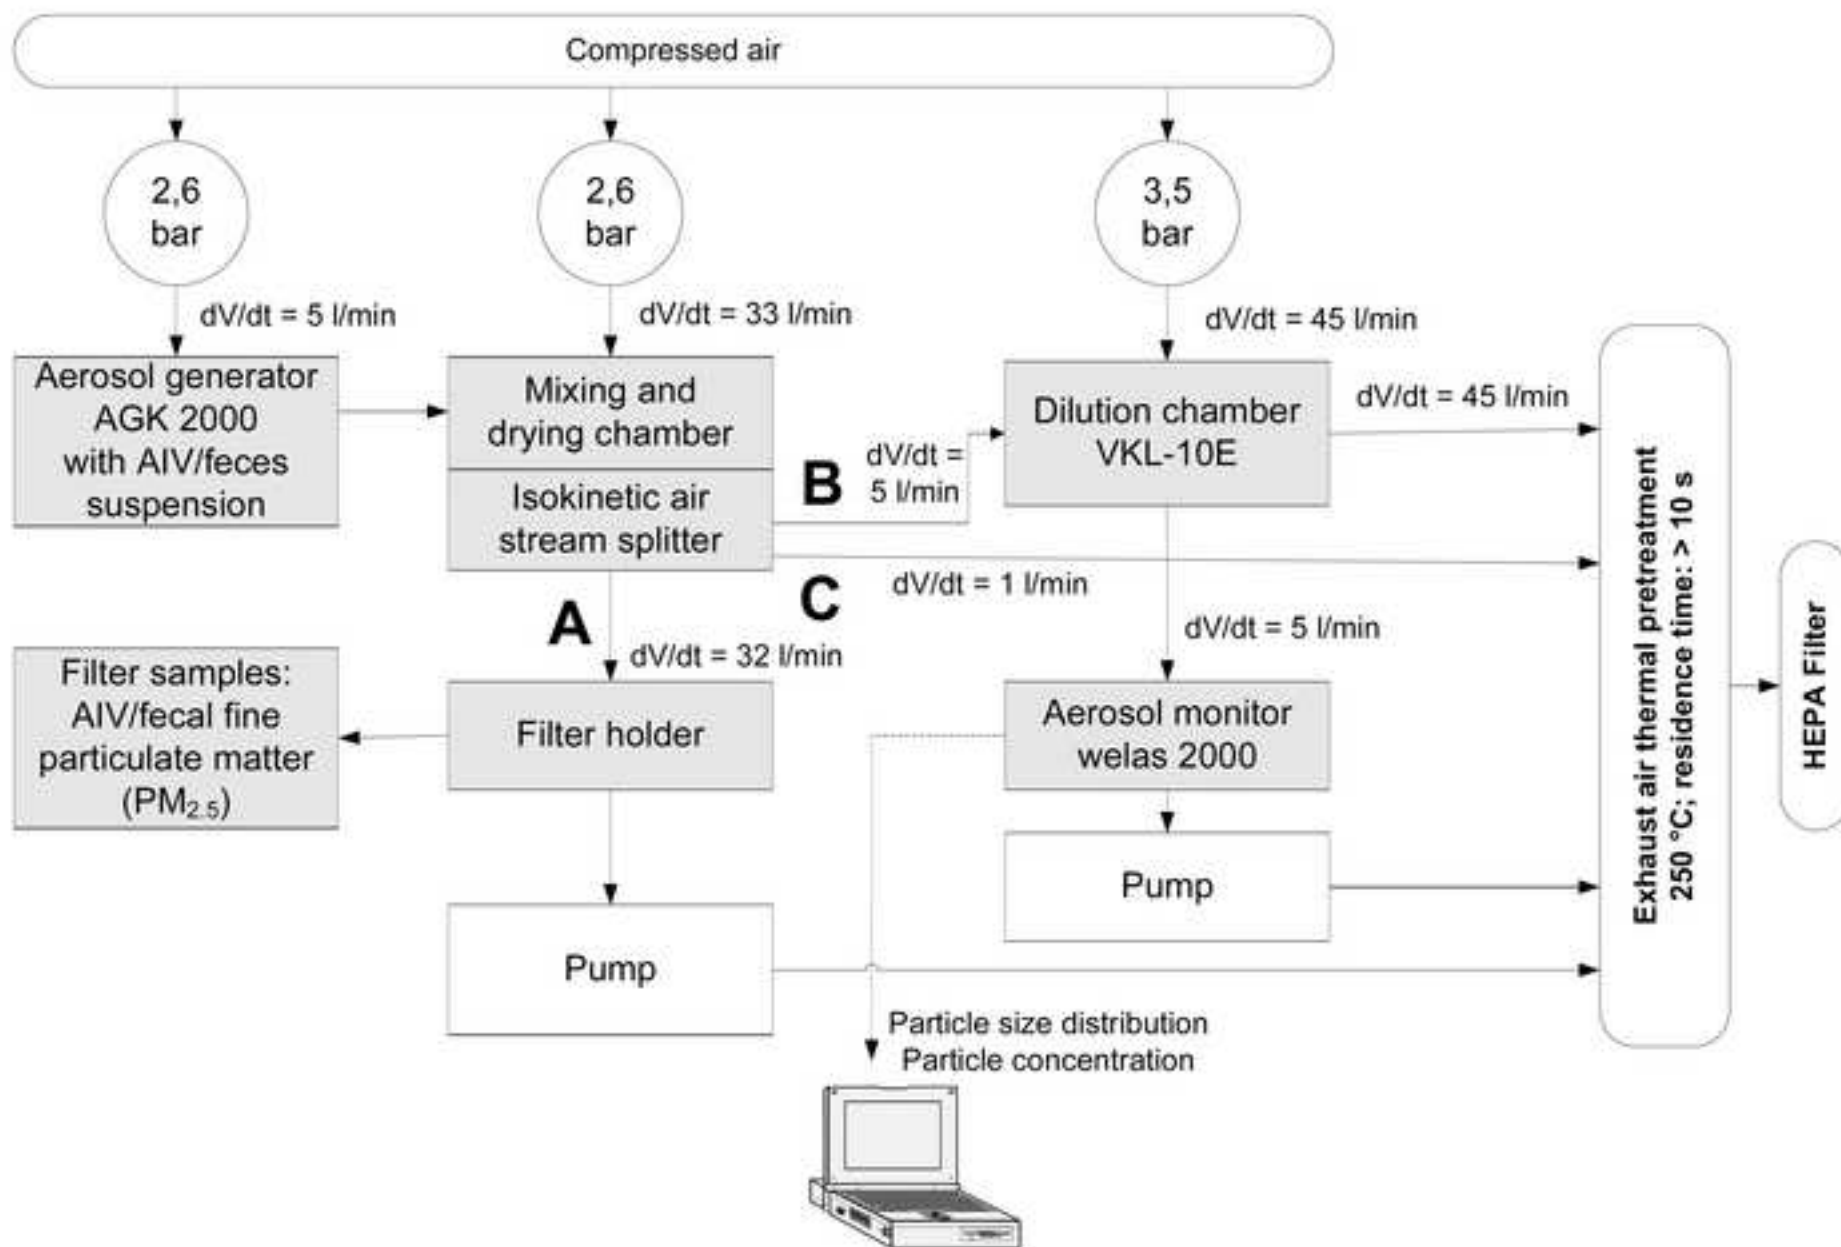 Compressed air
2,6
bar
2,6
bar
3,5
bar
dV/dt = 5 l/min
dV/dt = 33 l/min
dV/dt = 45 l/min
Aerosol generator
AGK 2000
with AIV/feces
suspension
Mixing and
drying chamber
Isokinetic air
stream splitter
B
dV/dt =
5 l/min
Dilution chamber
VKL-10E
dV/dt = 45 l/min
C
dV/dt = 1 l/min
A
dV/dt = 32 l/min
dV/dt = 5 l/min
Filter samples:
AIV/fecal fine
particulate matter
(PM2.5)
Filter holder
Aerosol monitor
welas 2000
Pump
Pump
Particle size distribution
Particle concentration
Exhaust air thermal pretreatment
250 °C; residence time: > 10 s
HEPA Filter